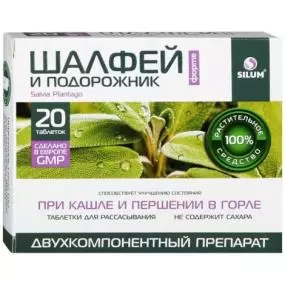 ШАЛФЕЙ
И ПОДОРОЖНИК
форте
Salvia Plantago
SILUM®
20
таблеток
СДЕЛАНО
В ЕВРОПЕ
GMP
РАСТИТЕЛЬНОЕ
100%
СРЕДСТВО
СПОСОБСТВУЕТ УЛУЧШЕНИЮ СОСТОЯНИЯ
ПРИ КАШЛЕ И ПЕРШЕНИИ В ГОРЛЕ
ТАБЛЕТКИ ДЛЯ РАССАСЫВАНИЯ НЕ СОДЕРЖИТ САХАРА
ДВУХКОМПОНЕНТНЫЙ ПРЕПАРАТ